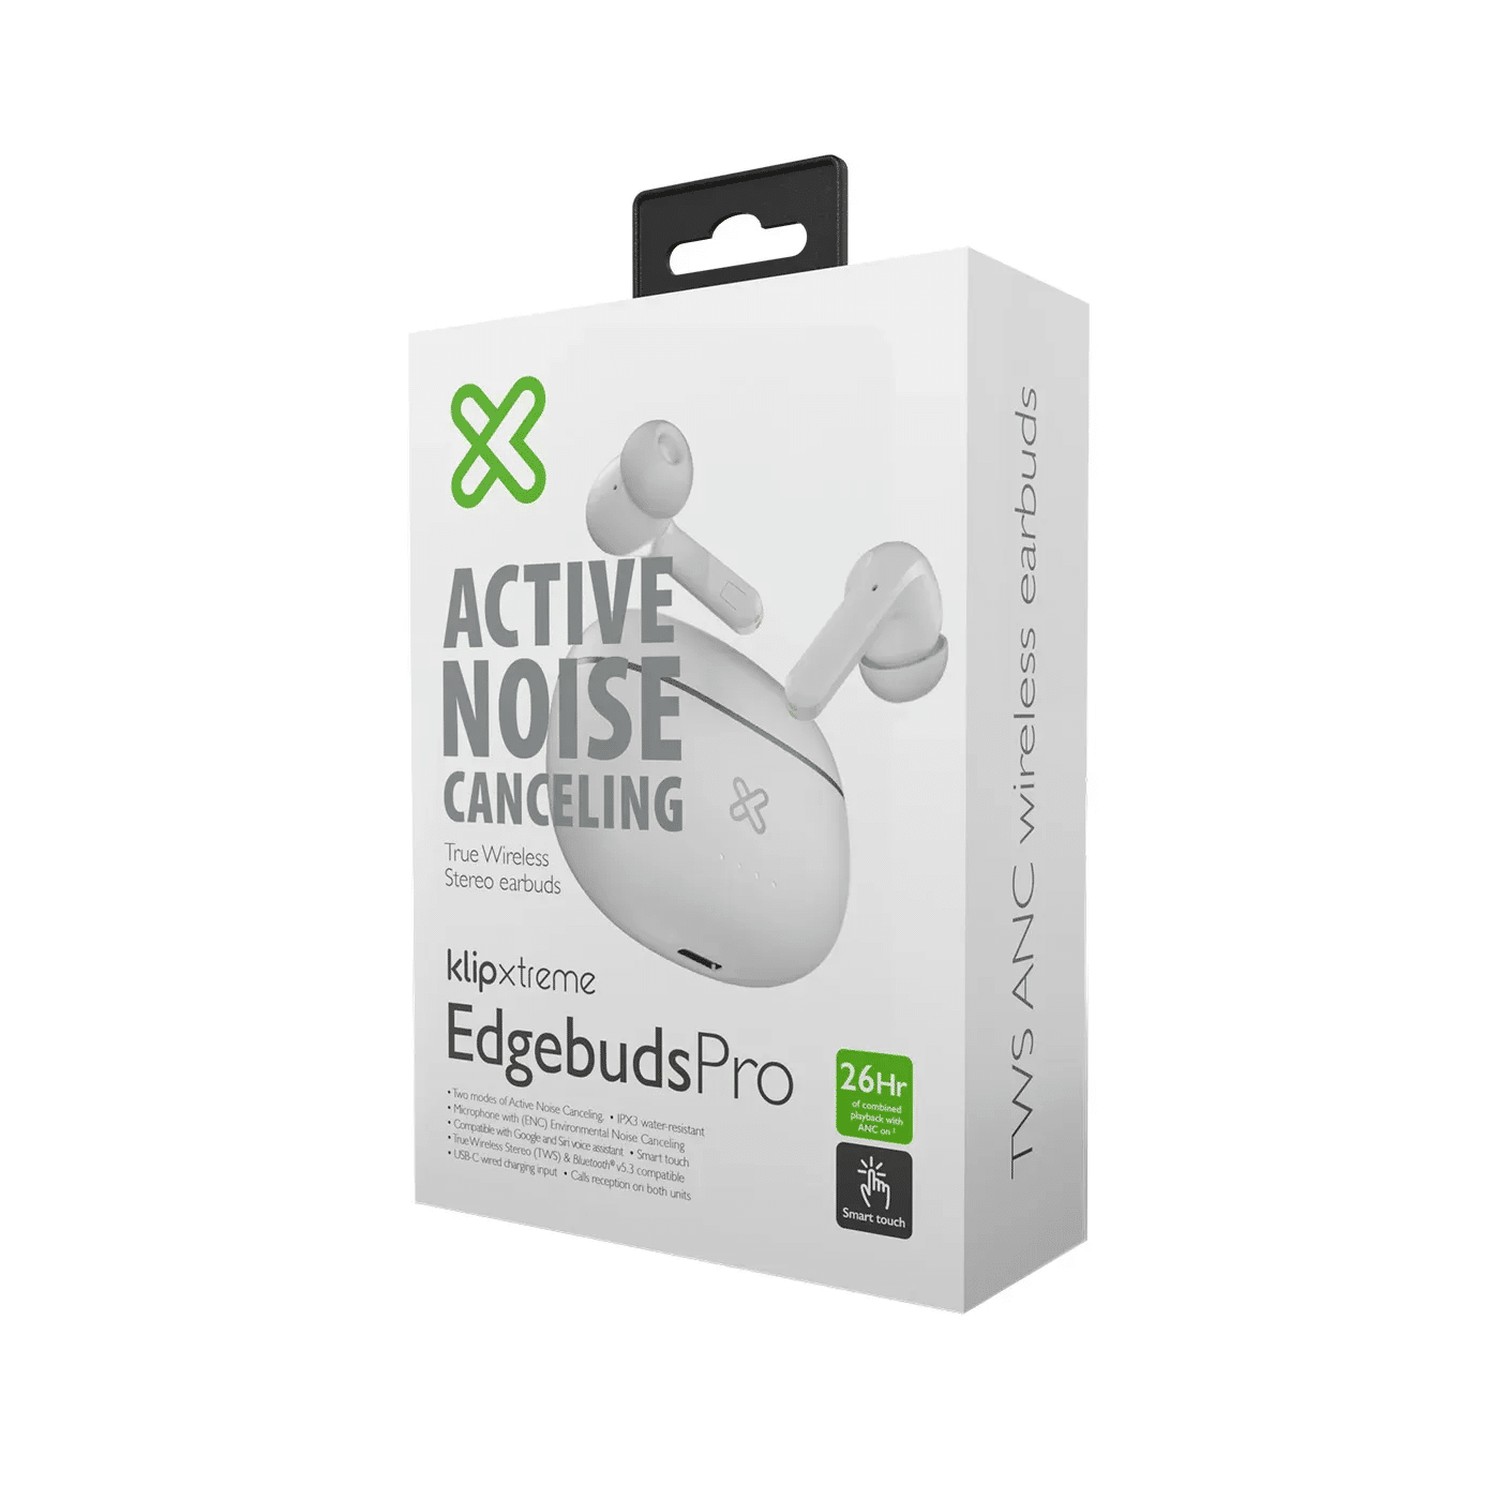 ACTIVE
NOISE
CANCELING
True Wireless
Stereo earbuds
klipxtreme
EdgebudsPro
• Two modes of Active Noise Canceling. • IPX3 water-resistant
• Microphone with (ENC) Environmental Noise Canceling
• Compatible with Google and Siri voice assistant • Smart touch
• True Wireless Stereo (TWS) & Bluetooth® v5.3 compatible
• USB-C wired charging input • Calls reception on both units
26Hr
of combined
playback with
ANC on
Smart touch
TWS ANC wireless earbuds